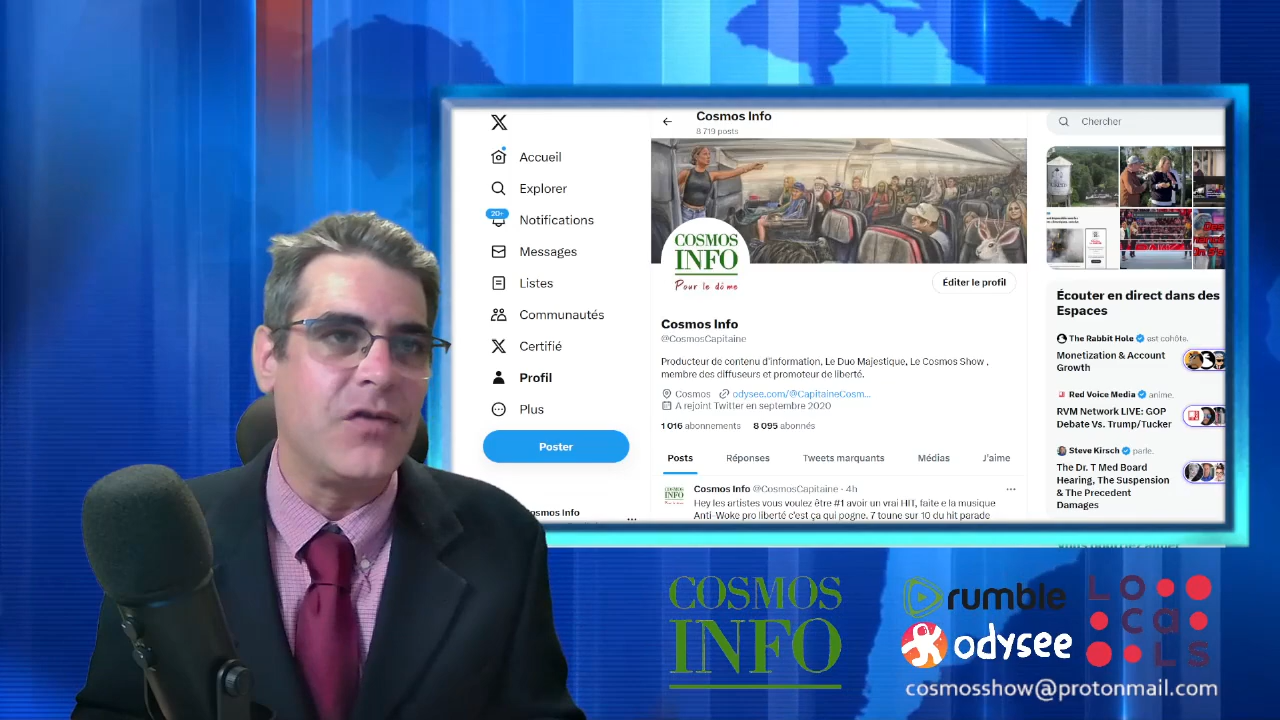 Cosmos Info
8 719 posts
Chercher
Accueil
Explorer
20+
Notifications
Messages
Listes
Communautés
Certifié
Profil
Plus
Poster
Cosmos Info
COSMOS
INFO
Pour le dôme
Éditer le profil
Cosmos Info
@CosmosCapitaine
Producteur de contenu d'information, Le Duo Majestique, Le Cosmos Show ,
membre des diffuseurs et promoteur de liberté.
Cosmos odysee.com/@CapitaineCosm...
A rejoint Twitter en septembre 2020
1 016 abonnements 8 095 abonnés
Posts Réponses Tweets marquants Médias J'aime
Cosmos Info @CosmosCapitaine · 4h
Hey les artistes vous voulez être #1 avoir un vrai HIT, faite e la musique
Anti-Woke pro liberté c'est ça qui pogne. 7 toune sur 10 du hit parade
Écouter en direct dans des
Espaces
The Rabbit Hole est cohôte.
Monetization & Account
Growth
Red Voice Media anime.
RVM Network LIVE: GOP
Debate Vs. Trump/Tucker
Steve Kirsch parle.
The Dr. T Med Board
Hearing, The Suspension
& The Precedent
Damages
COSMOS
INFO
rumble
odysee
LOcaLS
cosmosshow@protonmail.com